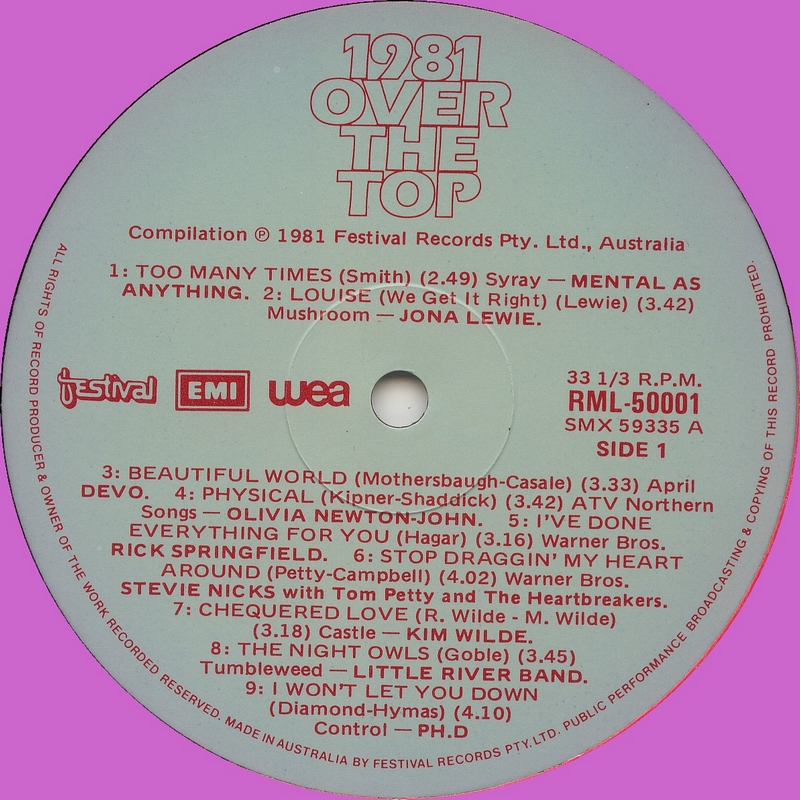 1981
OVER
THE
TOP
Compilation ℗ 1981 Festival Records Pty. Ltd., Australia
1: TOO MANY TIMES (Smith) (2.49) Syray — MENTAL AS
ANYTHING. 2: LOUISE (We Get It Right) (Lewie) (3.42)
Mushroom — JONA LEWIE.
festival EMI wea
33 1/3 R.P.M.
RML-50001
SMX 59335 A
SIDE 1
3: BEAUTIFUL WORLD (Mothersbaugh-Casale) (3.33) April
DEVO. 4: PHYSICAL (Kipner-Shaddick) (3.42) ATV Northern
Songs — OLIVIA NEWTON-JOHN. 5: I'VE DONE
EVERYTHING FOR YOU (Hagar) (3.16) Warner Bros.
RICK SPRINGFIELD. 6: STOP DRAGGIN' MY HEART
AROUND (Petty-Campbell) (4.02) Warner Bros.
STEVIE NICKS with Tom Petty and The Heartbreakers.
7: CHEQUERED LOVE (R. Wilde - M. Wilde)
(3.18) Castle — KIM WILDE.
8: THE NIGHT OWLS (Goble) (3.45)
Tumbleweed — LITTLE RIVER BAND.
9: I WON'T LET YOU DOWN
(Diamond-Hymas) (4.10)
Control — PH.D
ALL RIGHTS OF RECORD PRODUCER & OWNER OF THE WORK RECORDED RESERVED. MADE IN AUSTRALIA BY FESTIVAL RECORDS PTY. LTD. PUBLIC PERFORMANCE BROADCASTING & COPYING OF THIS RECORD PROHIBITED.